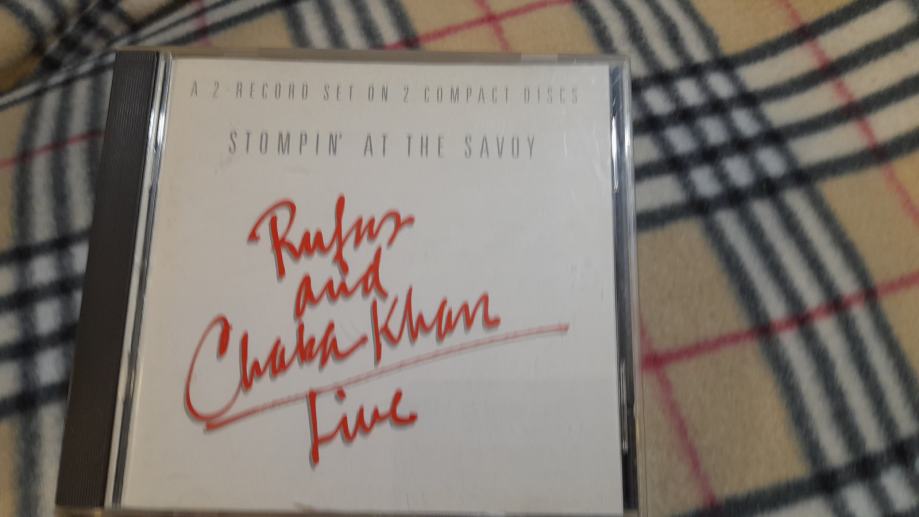 A 2-RECORD SET ON 2 COMPACT DISCS
STOMPIN' AT THE SAVOY
Rufus
and
Chaka Khan
Live